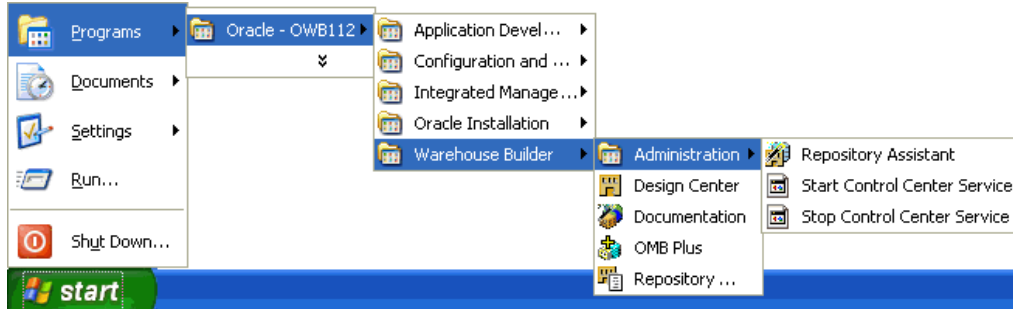 Programs
Documents
Settings
Run...
Shut Down...
start
Oracle - OWB112
Application Devel...
Configuration and ...
Integrated Manage...
Oracle Installation
Warehouse Builder
Administration
Design Center
Documentation
OMB Plus
Repository ...
Repository Assistant
Start Control Center Service
Stop Control Center Service